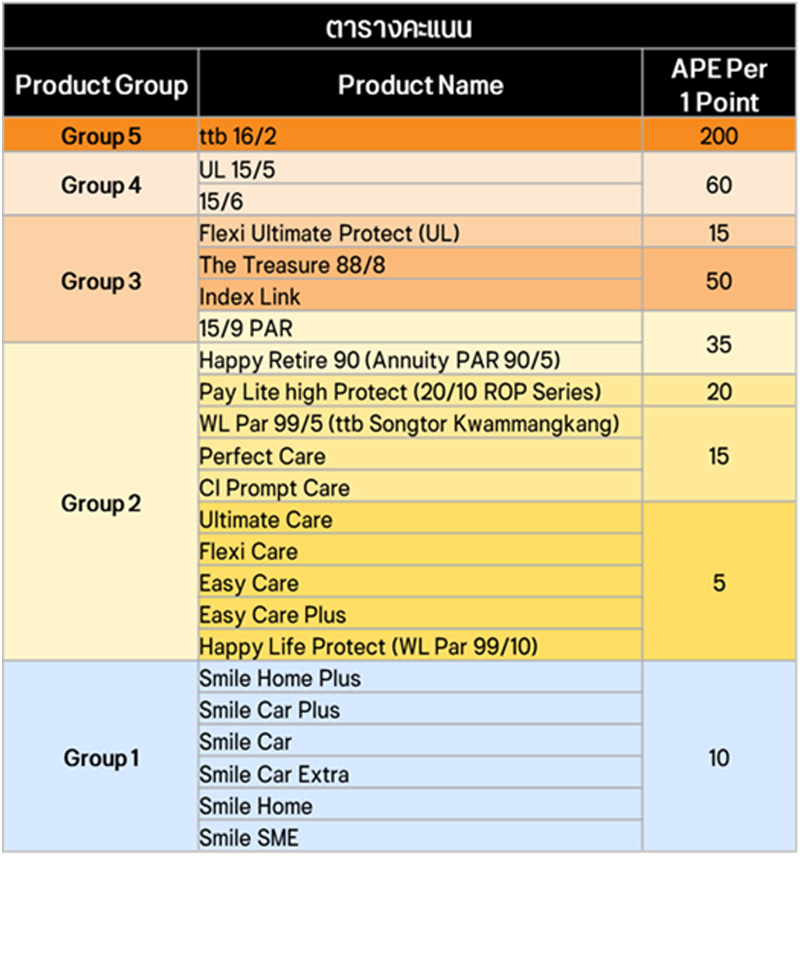 ตารางคะแนน
Product Group Product Name APE Per
1 Point
Group 5 ttb 16/2 200
Group 4 UL 15/5 60
15/6
Group 3 Flexi Ultimate Protect (UL) 15
The Treasure 88/8 50
Index Link
15/9 PAR 35
Group 2 Happy Retire 90 (Annuity PAR 90/5)
Pay Lite high Protect (20/10 ROP Series) 20
WL Par 99/5 (ttb Songtor Kwammangkang) 15
Perfect Care
CI Prompt Care
Ultimate Care 5
Flexi Care
Easy Care
Easy Care Plus
Happy Life Protect (WL Par 99/10)
Group 1 Smile Home Plus 10
Smile Car Plus
Smile Car
Smile Car Extra
Smile Home
Smile SME